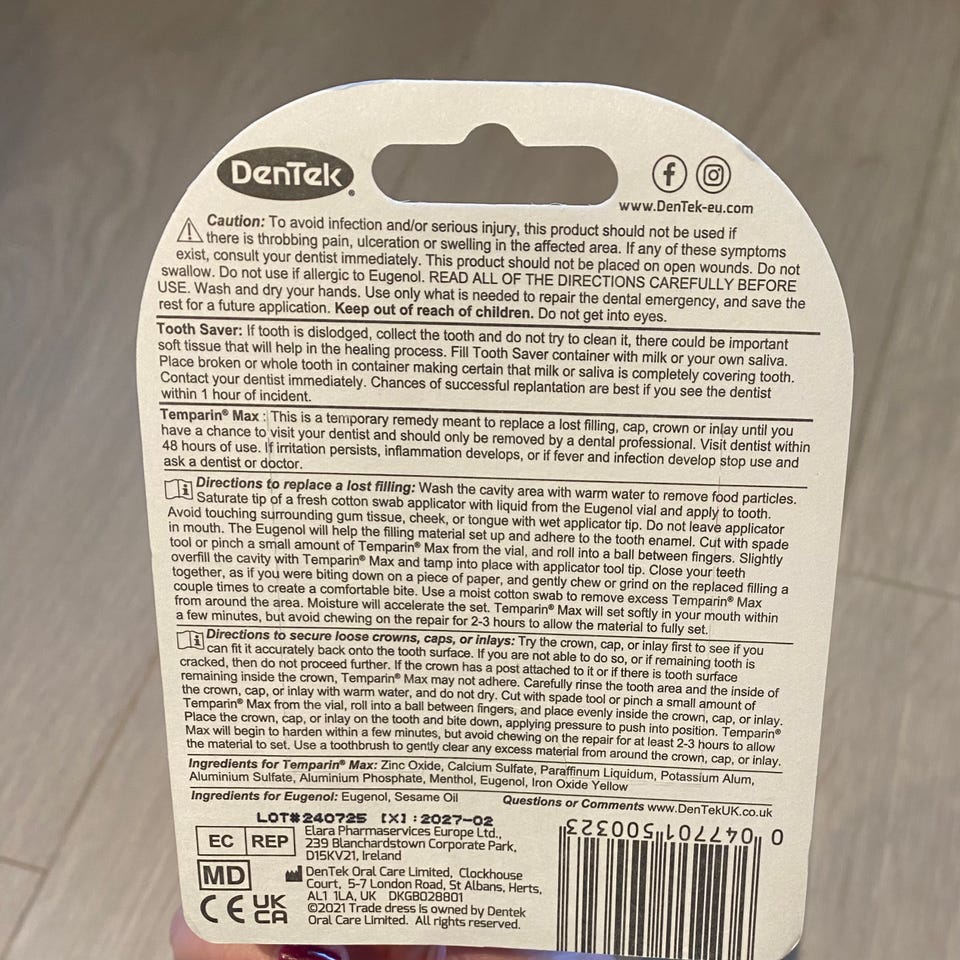 DenTek
www.DenTek-eu.com
Caution: To avoid infection and/or serious injury, this product should not be used if
there is throbbing pain, ulceration or swelling in the affected area. If any of these symptoms
exist, consult your dentist immediately. This product should not be placed on open wounds. Do not
swallow. Do not use if allergic to Eugenol. READ ALL OF THE DIRECTIONS CAREFULLY BEFORE
USE. Wash and dry your hands. Use only what is needed to repair the dental emergency, and save the
rest for a future application. Keep out of reach of children. Do not get into eyes.
Tooth Saver: If tooth is dislodged, collect the tooth and do not try to clean it, there could be important
soft tissue that will help in the healing process. Fill Tooth Saver container with milk or your own saliva.
Place broken or whole tooth in container making certain that milk or saliva is completely covering tooth.
Contact your dentist immediately. Chances of successful replantation are best if you see the dentist
within 1 hour of incident.
Temparin® Max : This is a temporary remedy meant to replace a lost filling, cap, crown or inlay until you
have a chance to visit your dentist and should only be removed by a dental professional. Visit dentist within
48 hours of use. If irritation persists, inflammation develops, or if fever and infection develop stop use and
ask a dentist or doctor.
Directions to replace a lost filling: Wash the cavity area with warm water to remove food particles.
Saturate tip of a fresh cotton swab applicator with liquid from the Eugenol vial and apply to tooth.
Avoid touching surrounding gum tissue, cheek, or tongue with wet applicator tip. Do not leave applicator
in mouth. The Eugenol will help the filling material set up and adhere to the tooth enamel. Cut with spade
tool or pinch a small amount of Temparin® Max from the vial, and roll into a ball between fingers. Slightly
overfill the cavity with Temparin® Max and tamp into place with applicator tool tip. Close your teeth
together, as if you were biting down on a piece of paper, and gently chew or grind on the replaced filling a
couple times to create a comfortable bite. Use a moist cotton swab to remove excess Temparin® Max
from around the area. Moisture will accelerate the set. Temparin® Max will set softly in your mouth within
a few minutes, but avoid chewing on the repair for 2-3 hours to allow the material to fully set.
Directions to secure loose crowns, caps, or inlays: Try the crown, cap, or inlay first to see if you
can fit it accurately back onto the tooth surface. If you are not able to do so, or if remaining tooth is
cracked, then do not proceed further. If the crown has a post attached to it or if there is tooth surface
remaining inside the crown, Temparin® Max may not adhere. Carefully rinse the tooth area and the inside of
the crown, cap, or inlay with warm water, and do not dry. Cut with spade tool or pinch a small amount of
Temparin® Max from the vial, roll into a ball between fingers, and place evenly inside the crown, cap, or inlay.
Place the crown, cap, or inlay on the tooth and bite down, applying pressure to push into position. Temparin®
Max will begin to harden within a few minutes, but avoid chewing on the repair for at least 2-3 hours to allow
the material to set. Use a toothbrush to gently clear any excess material from around the crown, cap, or inlay.
Ingredients for Temparin® Max: Zinc Oxide, Calcium Sulfate, Paraffinum Liquidum, Potassium Alum,
Aluminium Sulfate, Aluminium Phosphate, Menthol, Eugenol, Iron Oxide Yellow
Ingredients for Eugenol: Eugenol, Sesame Oil
Questions or Comments www.DenTekUK.co.uk
LOT#240725 [X]:2027-02
EC REP
Elara Pharmaservices Europe Ltd.,
239 Blanchardstown Corporate Park,
D15KV21, Ireland
MD
DenTek Oral Care Limited, Clockhouse
Court, 5-7 London Road, St Albans, Herts,
AL1 1LA, UK DKGB028801
CE UK
CA
©2021 Trade dress is owned by Dentek
Oral Care Limited. All rights reserved.
0 47701 00532 3